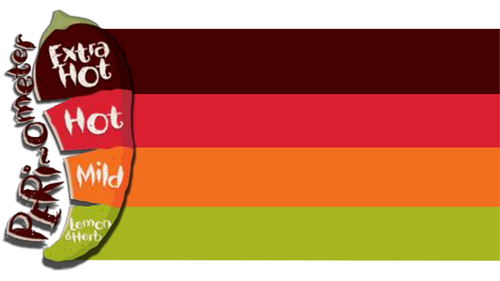 PERi-Ometer
Extra
HOt
Hot
Mild
Lemon
& Herb